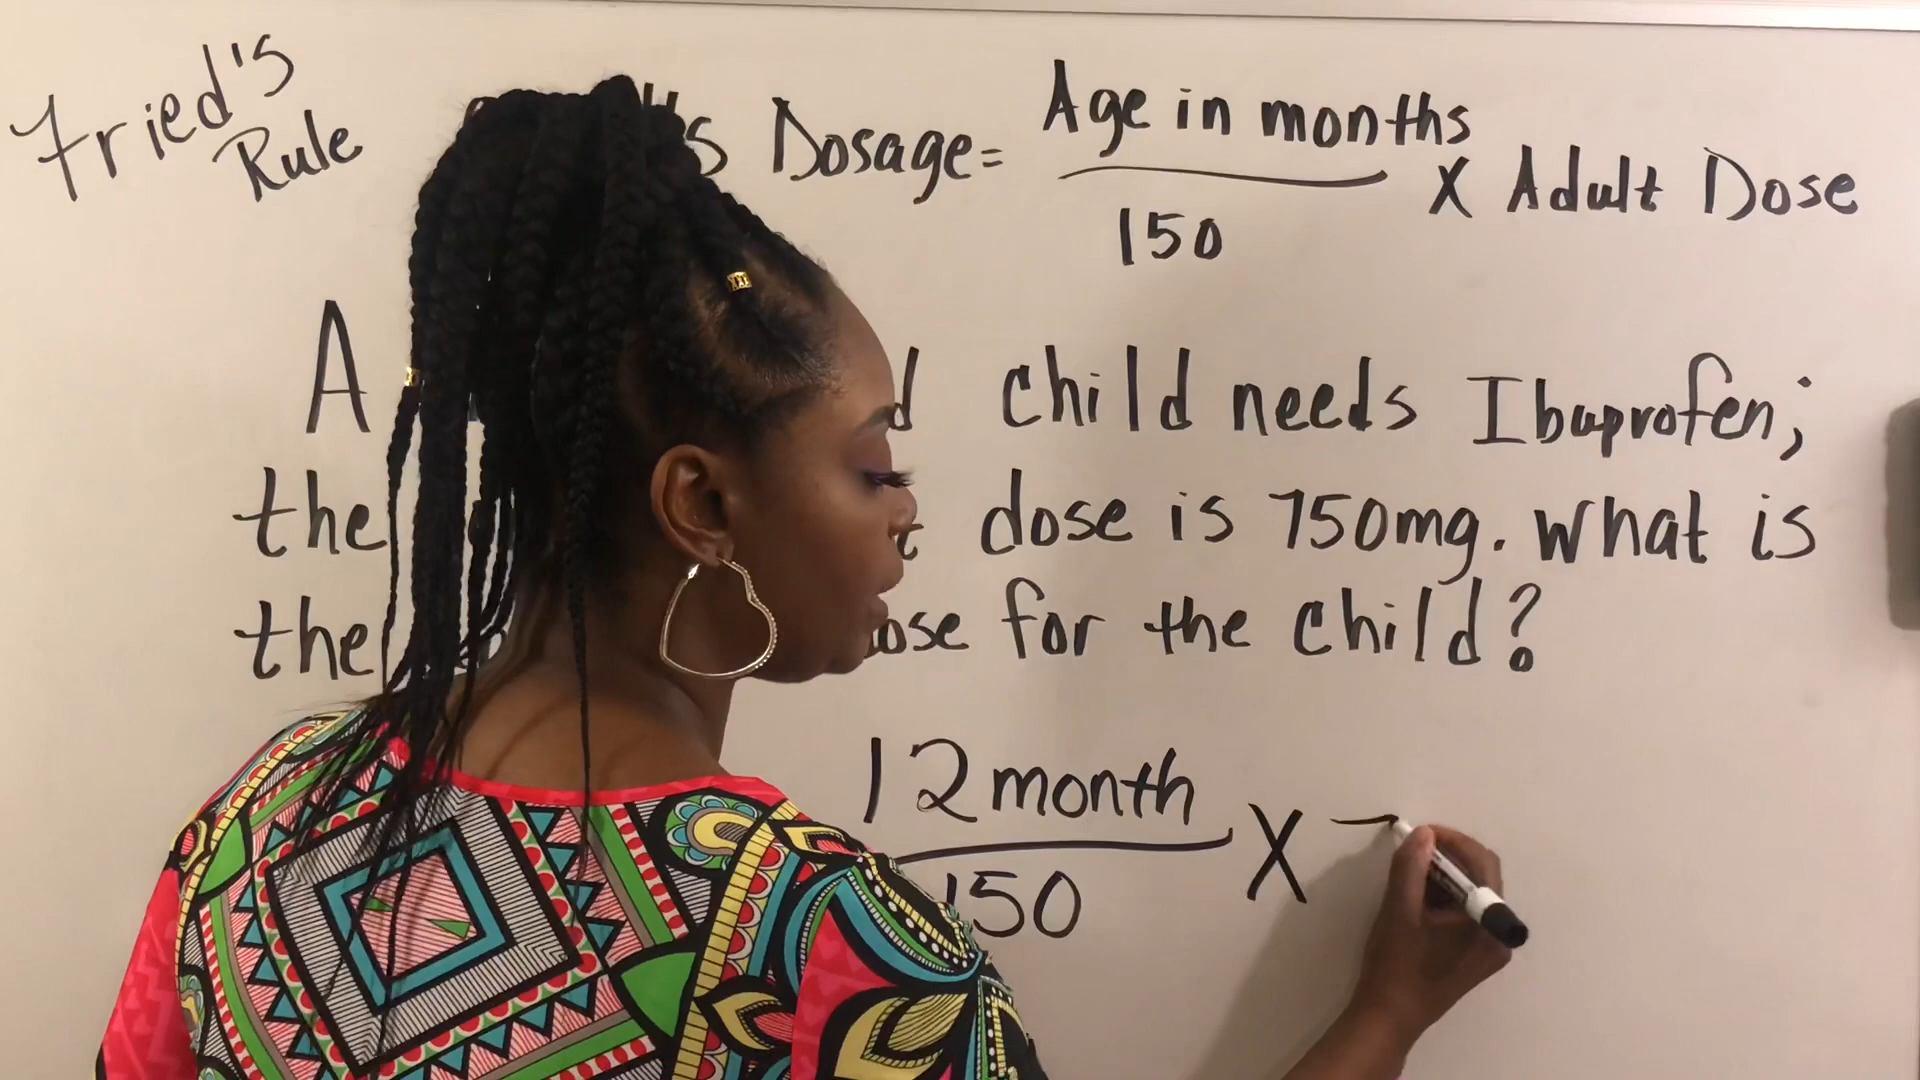 Fried's
Rule
Dosage=
Age in months
150
X Adult Dose
A child needs Ibuprofen;
the dose is 750mg. What is
the for the child?
12 month
150
X